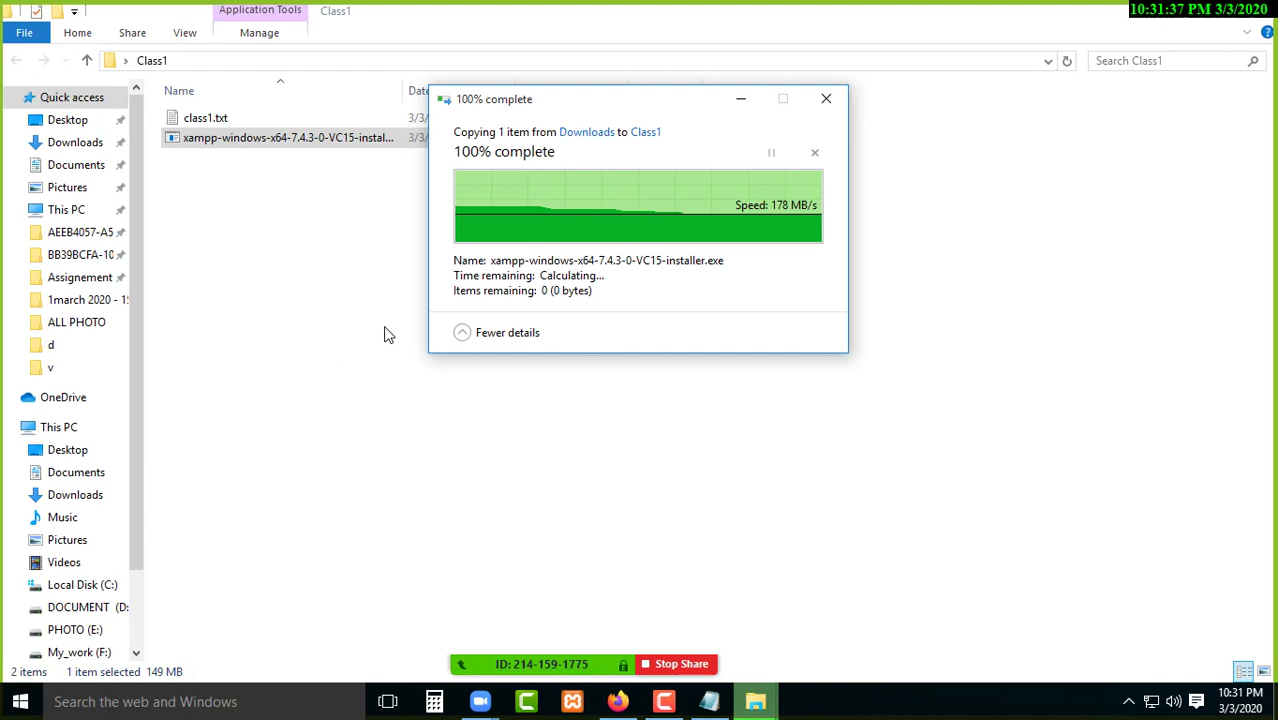 10:31:37 PM 3/3/2020
Application Tools
Class1
File
Home
Share
View
Manage
Class1
Search Class1
Quick access
Desktop
Downloads
Documents
Pictures
This PC
AEEB4057-A5
BB39BCFA-10
Assignement
1march 2020 - 1
ALL PHOTO
d
v
OneDrive
This PC
Desktop
Documents
Downloads
Music
Pictures
Videos
Local Disk (C:)
DOCUMENT (D:
PHOTO (E:)
My_work (F:)
Name
Date
class1.txt
3/3/
xampp-windows-x64-7.4.3-0-VC15-instal...
3/3/
100% complete
Copying 1 item from Downloads to Class1
100% complete
Speed: 178 MB/s
Name: xampp-windows-x64-7.4.3-0-VC15-installer.exe
Time remaining: Calculating...
Items remaining: 0 (0 bytes)
Fewer details
2 items
1 item selected 149 MB
ID: 214-159-1775
Stop Share
Search the web and Windows
10:31 PM
3/3/2020